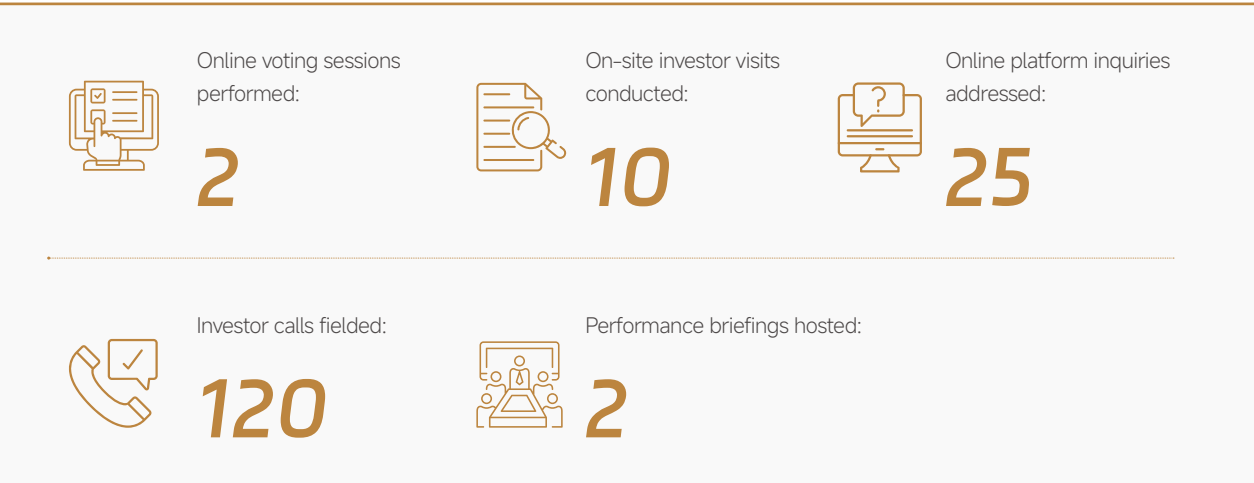 Online voting sessions
performed:
2
On-site investor visits
conducted:
10
Online platform inquiries
addressed:
25
Investor calls fielded:
120
Performance briefings hosted:
2